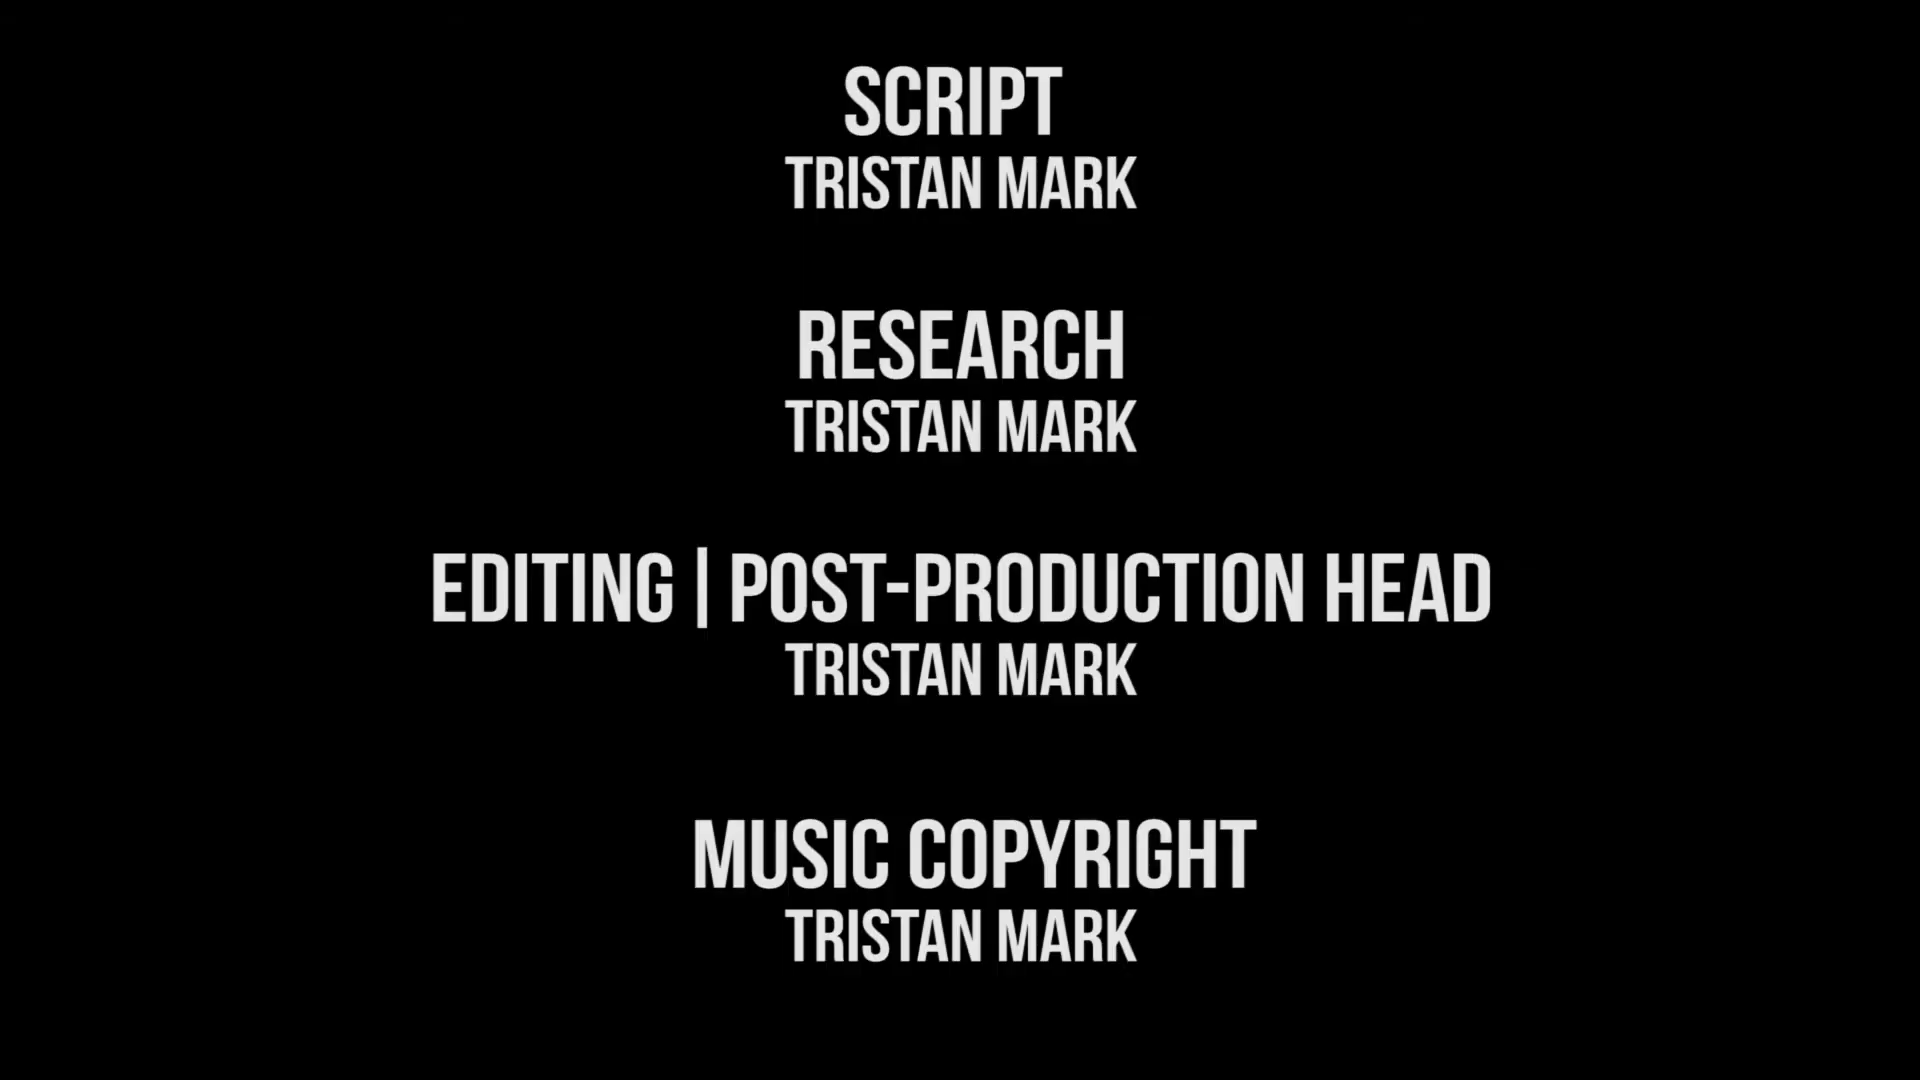 SCRIPT
TRISTAN MARK
RESEARCH
TRISTAN MARK
EDITING | POST-PRODUCTION HEAD
TRISTAN MARK
MUSIC COPYRIGHT
TRISTAN MARK